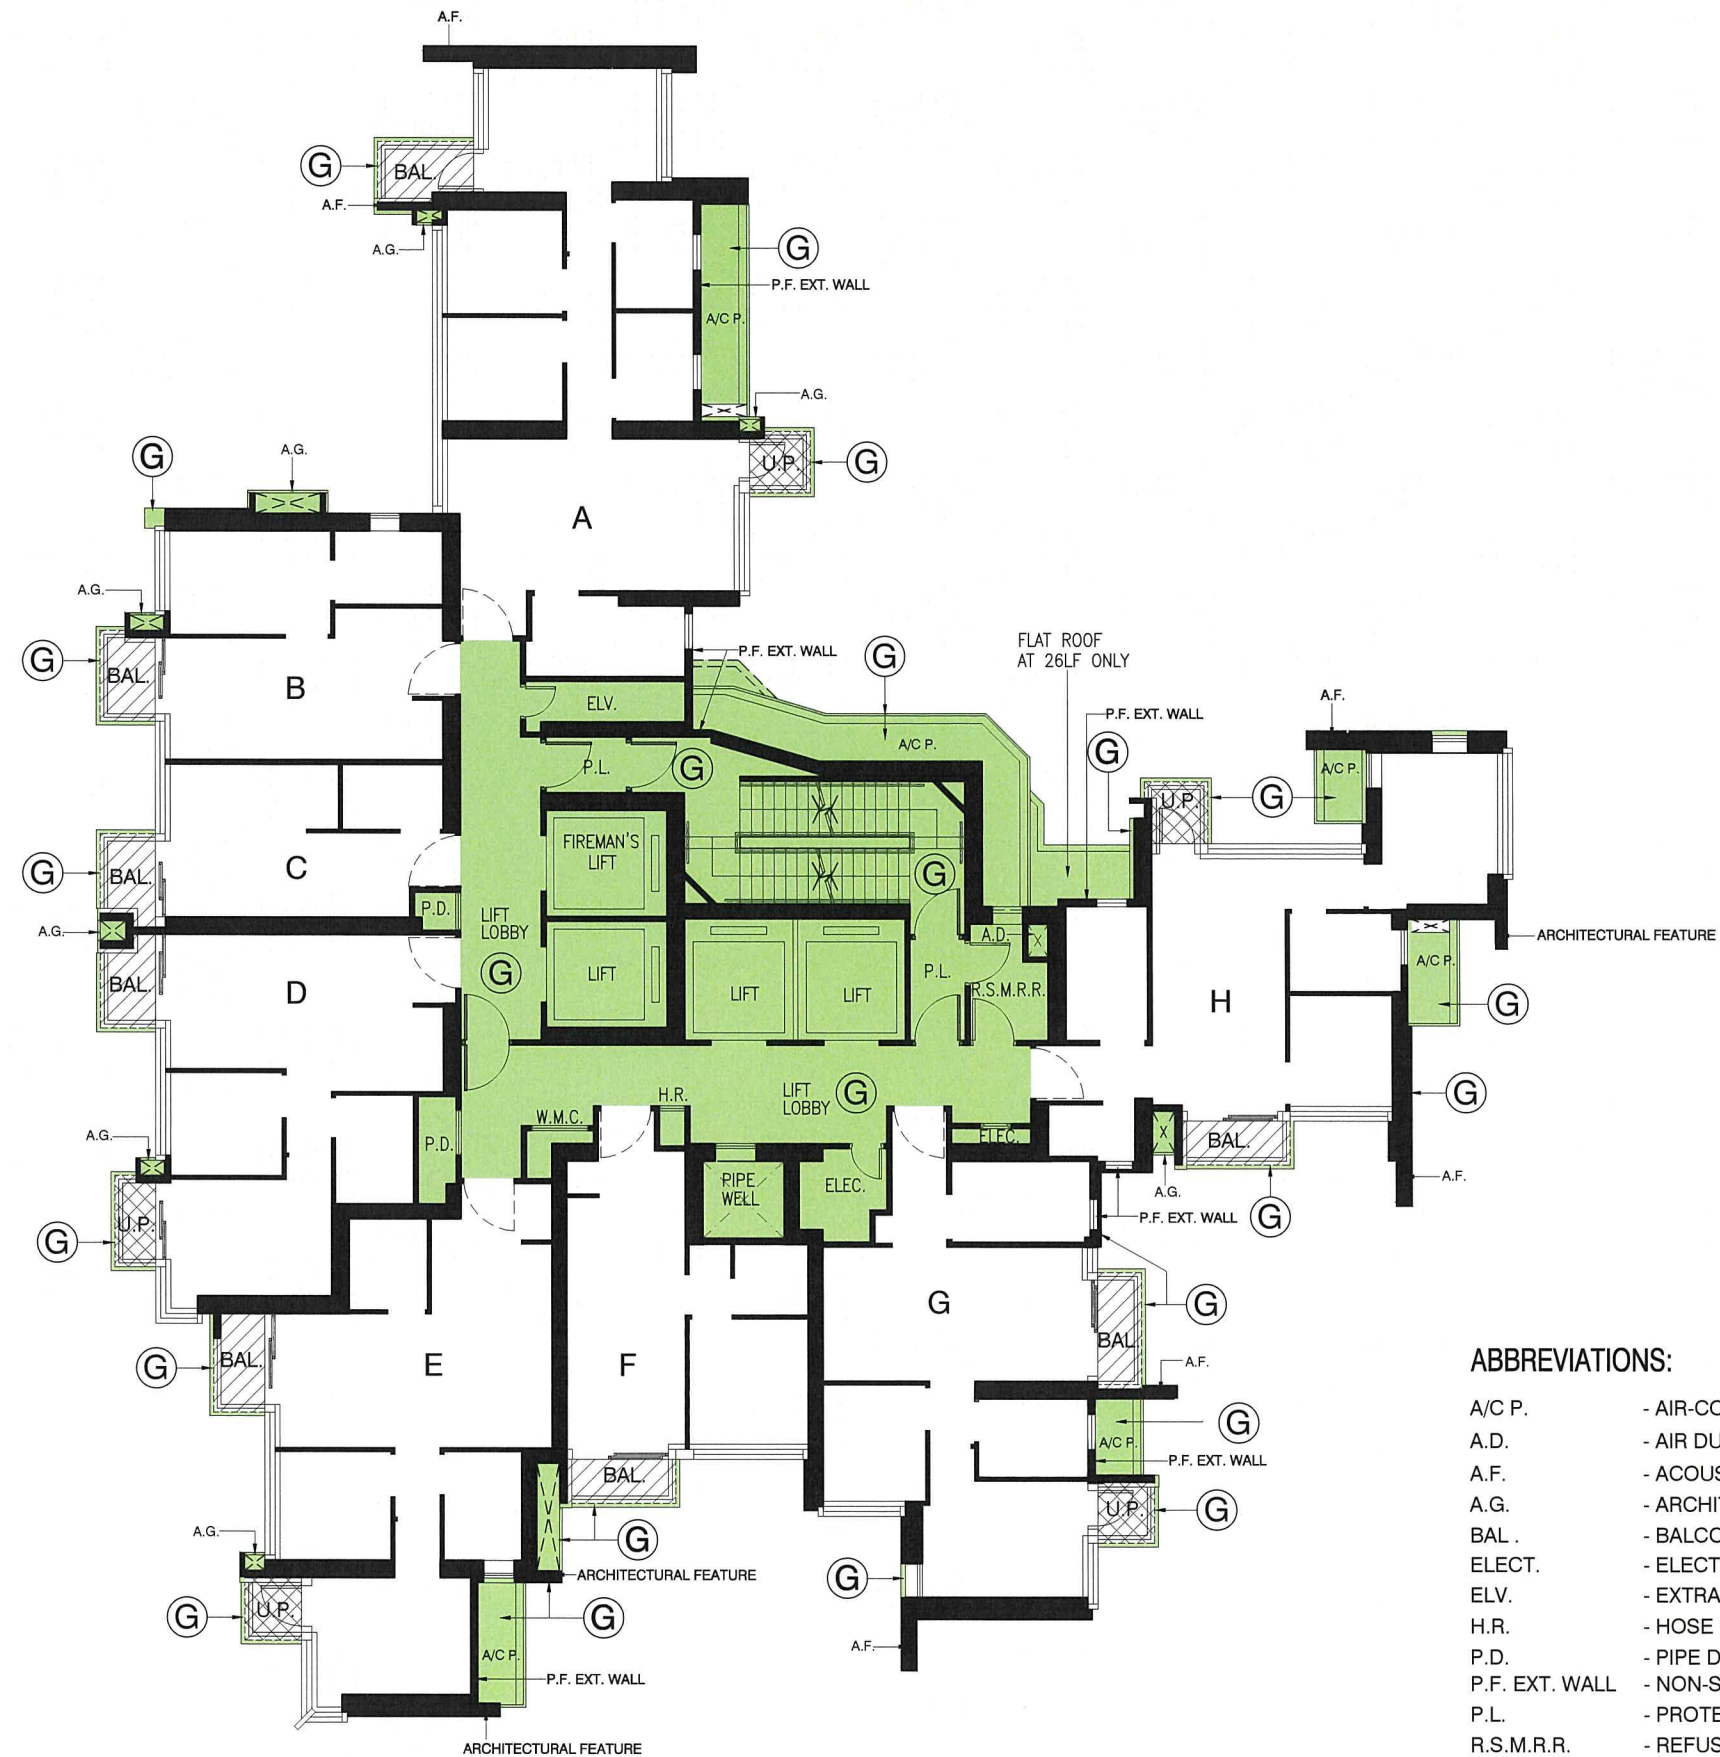 A.F.
G
BAL.
A.F.
A.G.
G
P.F. EXT. WALL
A/C P.
A.G.
G
A.G.
U.P.
G
A
A.G.
FLAT ROOF
AT 26LF ONLY
G
BAL.
B
P.F. EXT. WALL
G
ELV.
A.F.
P.F. EXT. WALL
A/C P.
G
P.L.
G
A/C P.
U.P.
G
FIREMAN'S
LIFT
G
BAL.
C
G
P.D.
LIFT
LOBBY
A.G.
A.D.
ARCHITECTURAL FEATURE
A/C P.
G
LIFT
P.L.
BAL.
D
R.S.M.R.R.
LIFT
LIFT
H
G
H.R.
LIFT
LOBBY
G
G
W.M.C.
A.G.
P.D.
ELEC.
X
BAL.
PIPE
WELL
ELEC.
A.G.
A.F.
U.P.
P.F. EXT. WALL
G
G
G
G
BAL.
E
F
BAL.
G
A.F.
ABBREVIATIONS:
A/C P. - AIR-CO
A.D. - AIR DU
A.F. - ACOUS
A.G. - ARCHI
BAL . - BALCO
ELECT. - ELECT
ELV. - EXTRA
H.R. - HOSE
P.D. - PIPE D
P.F. EXT. WALL - NON-S
P.L. - PROTE
R.S.M.R.R. - REFUS
G
A/C P.
P.F. EXT. WALL
BAL.
U.P.
G
A.G.
G
ARCHITECTURAL FEATURE
G
G
U.P.
G
A.F.
A/C P.
P.F. EXT. WALL
ARCHITECTURAL FEATURE